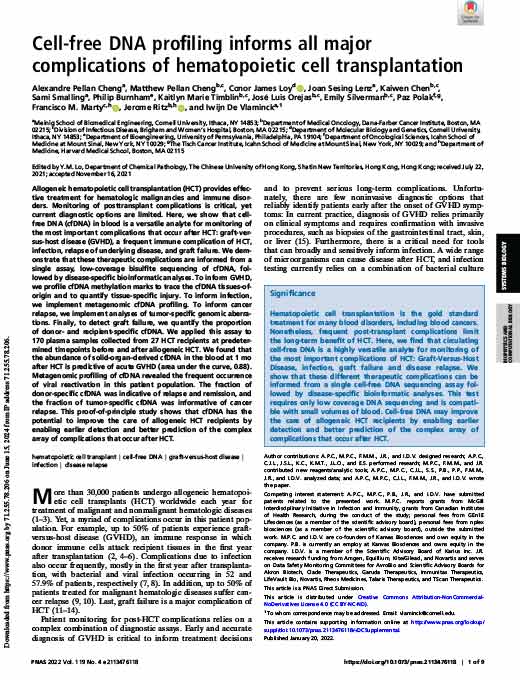 Check for updates
Cell-free DNA profiling informs all major
complications of hematopoietic cell transplantation
Alexandre Pellan Cheng, Matthew Pellan Cheng, Conor James Loy, Joan Sesing Lenz, Kaiwen Chen,
Sami Smalling, Philip Burnham, Kaitlyn Marie Timblin, José Luis Orejas, Emily Silverman, Paz Polak,
Francisco M. Marty, Jerome Ritz, and Iwijn De Vlaminck
Meinig School of Biomedical Engineering, Cornell University, Ithaca, NY 14853; Department of Medical Oncology, Dana-Farber Cancer Institute, Boston, MA
02215; Division of Infectious Disease, Brigham and Women's Hospital Boston, MA 02215; Department of Molecular Biology and Genetics, Cornell University,
Ithaca, NY 14853; Department of Bioengineering, University of Pennsylvania, Philadelphia, PA 19104; Department of Oncological Sciences, Icahn School of
Medicine at Mount Sinai, New York, NY 10029; The Tisch Cancer Institute, Icahn School of Medicine at Mount Sinai, New York, NY 10029; and Department of
Medicine, Harvard Medical School, Boston, MA 02115
Edited by Y.M. Lo, Department of Chemical Pathology, The Chinese University of Hong Kong, Shatin New Territories, Hong Kong, Hong Kong; received July 22,
2021; accepted November 16, 2021
Allogeneic hematopoietic cell transplantation (HCT) provides effec-
tive treatment for hematologic malignancies and immune disor-
ders. Monitoring of posttransplant complications is critical, yet
current diagnostic options are limited. Here, we show that cell-
free DNA (cfDNA) in blood is a versatile analyte for monitoring of
the most important complications that occur after HCT: graft-ver-
sus-host disease (GVHD), a frequent immune complication of HCT,
infection, relapse of underlying disease, and graft failure. We dem-
onstrate that these therapeutic complications are informed from a
single assay, low-coverage bisulfite sequencing of cfDNA, fol-
lowed by disease-specific bioinformatic analyses. To inform GVHD,
we profile cfDNA methylation marks to trace the cfDNA tissues-of-
origin and to quantify tissue-specific injury. To inform infection,
we implement metagenomic cfDNA profiling. To inform cancer
relapse, we implement analyses of tumor-specific genomic aberra-
tions. Finally, to detect graft failure, we quantify the proportion
of donor- and recipient-specific cfDNA. We applied this assay to
170 plasma samples collected from 27 HCT recipients at predeter-
mined timepoints before and after allogeneic HCT. We found that
the abundance of solid-organ-derived cfDNA in the blood at 1 mo
after HCT is predictive of acute GVHD (area under the curve, 0.88).
Metagenomic profiling of cfDNA revealed the frequent occurrence
of viral reactivation in this patient population. The fraction of
donor-specific cfDNA was indicative of relapse and remission, and
the fraction of tumor-specific cfDNA was informative of cancer
relapse. This proof-of-principle study shows that cfDNA has the
potential to improve the care of allogeneic HCT recipients by
enabling earlier detection and better prediction of the complex
array of complications that occur after HCT.
hematopoietic cell transplant | cell-free DNA | graft-versus-host disease |
infection | disease relapse
More than 30,000 patients undergo allogeneic hematopoi-
etic cell transplants (HCT) worldwide each year for
treatment of malignant and nonmalignant hematologic diseases
(1–3). Yet, a myriad of complications occur in this patient pop-
ulation. For example, up to 50% of patients experience graft-
versus-host disease (GVHD), an immune response in which
donor immune cells attack recipient tissues in the first year
after transplantation (2, 4–6). Complications due to infection
also occur frequently, mostly in the first year after transplanta-
tion, with bacterial and viral infection occurring in 52 and
57.9% of patients, respectively (7, 8). In addition, up to 50% of
patients treated for malignant hematologic diseases suffer can-
cer relapse (9, 10). Last, graft failure is a major complication of
HCT (11–14).
Patient monitoring for post-HCT complications relies on a
complex combination of diagnostic assays. Early and accurate
diagnosis of GVHD is critical to inform treatment decisions
and to prevent serious long-term complications. Unfortu-
nately, there are few noninvasive diagnostic options that
reliably identify patients early after the onset of GVHD symp-
toms: In current practice, diagnosis of GVHD relies primarily
on clinical symptoms and requires confirmation with invasive
procedures, such as biopsies of the gastrointestinal tract, skin,
or liver (15). Furthermore, there is a critical need for tools
that can broadly and sensitively inform infection. A wide range
of microorganisms can cause disease after HCT, and infection
testing currently relies on a combination of bacterial culture
Significance
Hematopoietic cell transplantation is the gold standard
treatment for many blood disorders, including blood cancers.
Nonetheless, frequent post-transplant complications limit
the long-term benefit of HCT. Here, we find that circulating
cell-free DNA is a highly versatile analyte for monitoring of
the most important complications of HCT: Graft-Versus-Host
Disease, infection, graft failure and disease relapse. We
show that these different therapeutic complications can be
informed from a single cell-free DNA sequencing assay fol-
lowed by disease-specific bioinformatic analyses. This test
requires only low coverage DNA sequencing and is compati-
ble with small volumes of blood. Cell-free DNA may improve
the care of allogeneic HCT recipients by enabling earlier
detection and better prediction of the complex array of
complications that occur after HCT.
Author contributions: A.P.C., M.P.C., F.M.M., J.R., and I.D.V. designed research; A.P.C.,
C.J.L., J.S.L., K.C., K.M.T., J.L.O., and E.S. performed research; M.P.C., F.M.M., and J.R.
contributed new reagents/analytic tools; A.P.C., M.P.C., C.J.L., S.S., P.B., P.P., F.M.M.,
J.R., and I.D.V. analyzed data; and A.P.C., M.P.C., C.J.L., F.M.M., J.R., and I.D.V. wrote
the paper.
Competing interest statement: A.P.C., M.P.C., P.B., J.R., and I.D.V. have submitted
patents related to the presented work. M.P.C. reports grants from McGill
Interdisciplinary Initiative in Infection and Immunity, grants from Canadian Institutes
of Health Research, during the conduct of the study; personal fees from GEn1E
Lifesciences (as a member of the scientific advisory board), personal fees from nplex
biosciences (as a member of the scientific advisory board), outside the submitted
work. M.P.C. and I.D.V. are co-founders of Kanvas Biosciences and own equity in the
company. P.B. is currently an employee at Kanvas Biosciences and owns equity in the
company. I.D.V. is a member of the Scientific Advisory Board of Karius Inc. J.R.
receives research funding from Amgen, Equillium, Kite/Gilead, and Novartis and serves
on Data Safety Monitoring Committees for AvroBio and Scientific Advisory Boards for
Akron Biotech, Clade Therapeutics, Garuda Therapeutics, Immunitas Therapeutics,
LifeVault Bio, Novartis, Rheos Medicines, Talaris Therapeutics, and TScan Therapeutics.
This article is a PNAS Direct Submission.
This article is distributed under Creative Commons Attribution-NonCommercial-
NoDerivatives License 4.0 (CC BY-NC-ND).
To whom correspondence may be addressed. Email: vlaminck@cornell.edu.
This article contains supporting information online at http://www.pnas.org/lookup/
suppl/doi:10.1073/pnas.2113476118/-/DCSupplemental.
Published January 20, 2022.
SYSTEMS BIOLOGY
IMMUNOLOGY
AND
Downloaded from https://www.pnas.org by 71.255.78.206 on June 15, 2024 from IP address 71.255.78.206.
PNAS 2022 Vol. 119 No. 4 e2113476118
https://doi.org/10.1073/pnas.2113476118 | 1 of 9